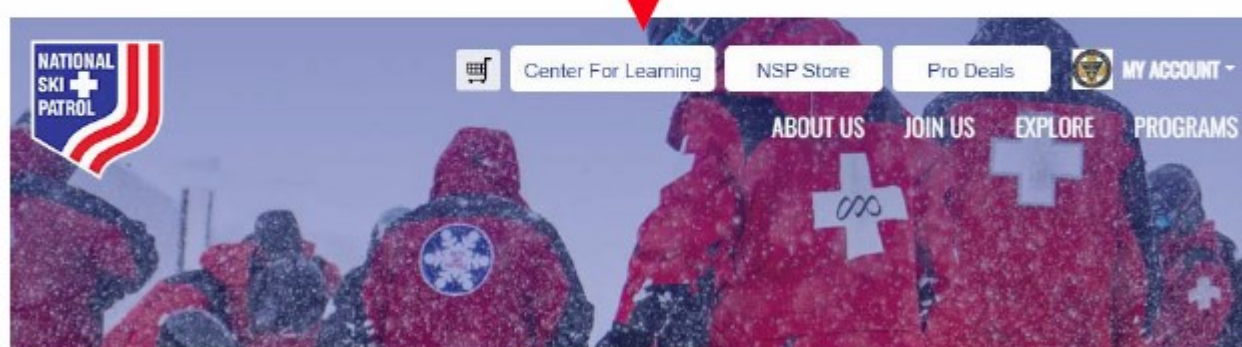 NATIONAL
SKI
PATROL
Center For Learning
NSP Store
Pro Deals
MY ACCOUNT
ABOUT US
JOIN US
EXPLORE
PROGRAMS